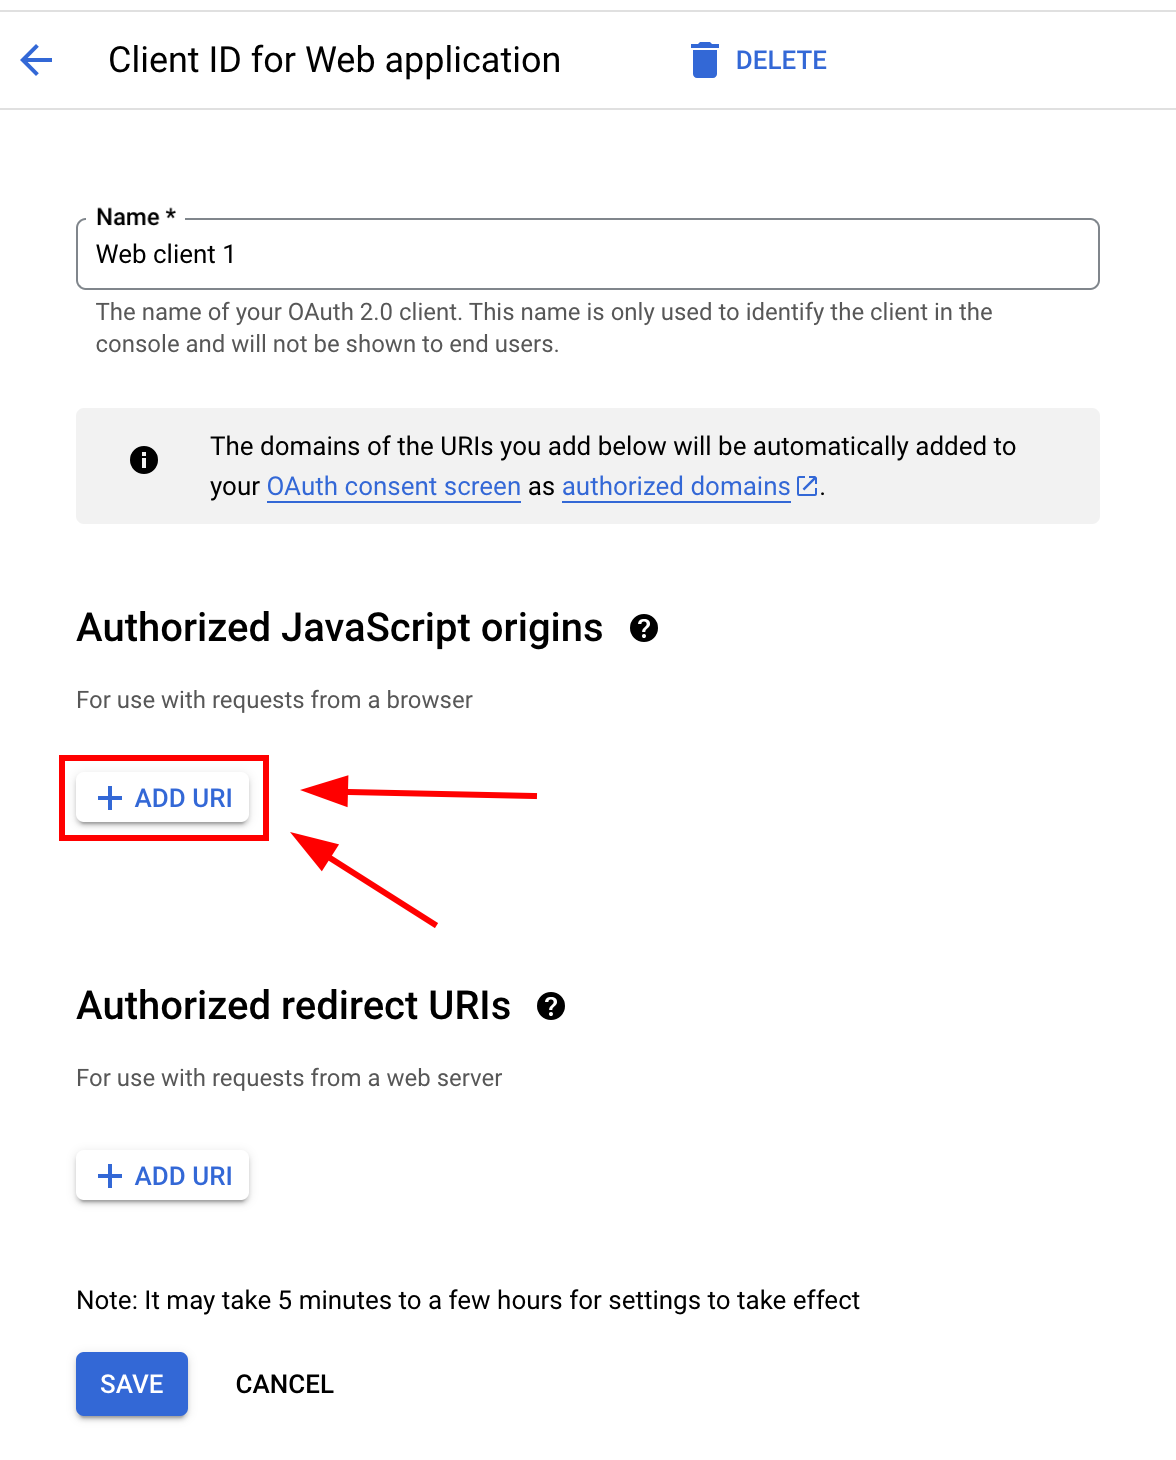 Client ID for Web application
DELETE
Name *
Web client 1
The name of your OAuth 2.0 client. This name is only used to identify the client in the
console and will not be shown to end users.
The domains of the URIs you add below will be automatically added to
your OAuth consent screen as authorized domains.
Authorized JavaScript origins
For use with requests from a browser
ADD URI
Authorized redirect URIs
For use with requests from a web server
ADD URI
Note: It may take 5 minutes to a few hours for settings to take effect
SAVE
CANCEL